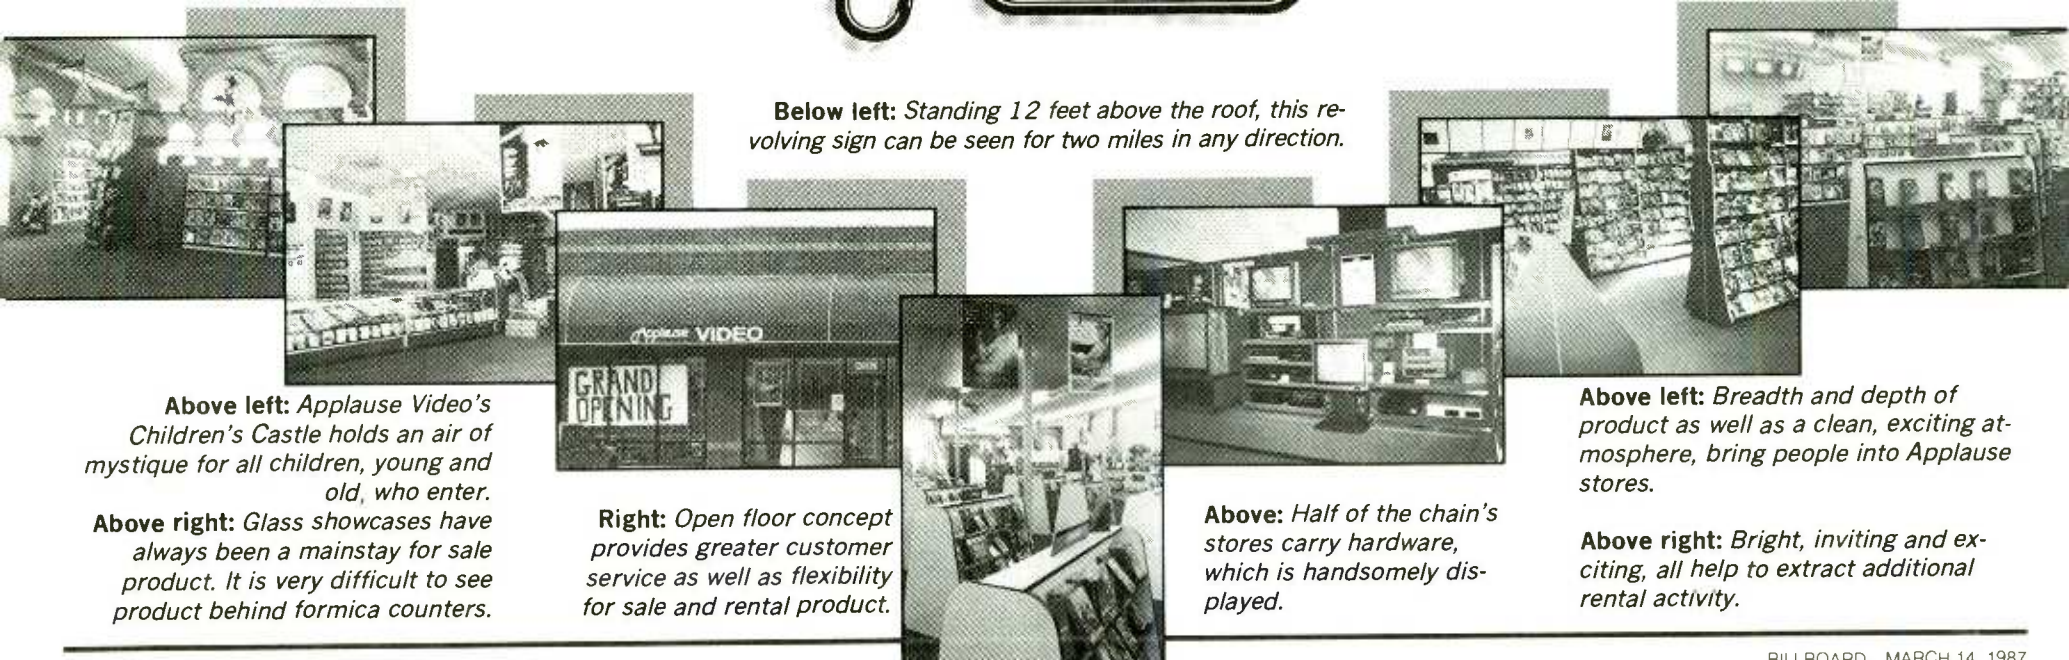 Below left: Standing 12 feet above the roof, this re-
volving sign can be seen for two miles in any direction.
Applause VIDEO
GRAND
OPENING
Above left: Applause Video's
Children's Castle holds an air of
mystique for all children, young and
old, who enter.
Above right: Glass showcases have
always been a mainstay for sale
product. It is very difficult to see
product behind formica counters.
Right: Open floor concept
provides greater customer
service as well as flexibility
for sale and rental product.
Above: Half of the chain's
stores carry hardware,
which is handsomely dis-
played.
Above left: Breadth and depth of
product as well as a clean, exciting at-
mosphere, bring people into Applause
stores.
Above right: Bright, inviting and ex-
citing, all help to extract additional
rental activity.
BILLBOARD MARCH 14, 1987